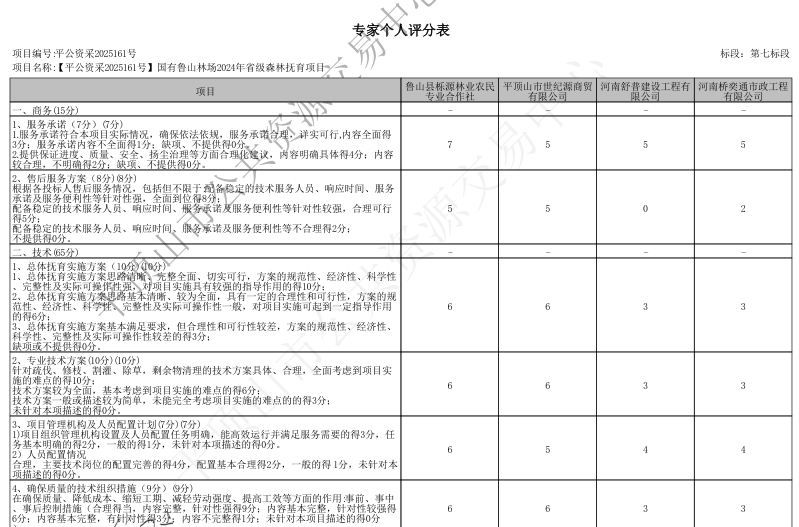 专家个人评分表
项目编号:平公资采2025161号
标段: 第七标段
项目名称:【平公资采2025161号】国有鲁山林场2024年省级森林抚育项目
项目
鲁山县栎源林业农民专业合作社
平顶山市世纪源商贸有限公司
河南舒普建设工程有限公司
河南桥奕通市政工程有限公司
一、商务(15分)
- - - -
1、服务承诺（7分）(7分)
1.服务承诺符合本项目实际情况，确保依法依规，服务承诺合理，详实可行,内容全面得
3分；服务承诺内容不全面得1分；缺项、不提供得0分。
2.提供保证进度、质量、安全、扬尘治理等方面合理化建议，内容明确具体得4分；内容
较合理，不明确得2分；缺项、不提供得0分。
7 5 5 5
2、售后服务方案（8分)(8分)
根据各投标人售后服务情况，包括但不限于:配备稳定的技术服务人员、响应时间、服务
承诺及服务便利性等针对性强，全面到位得8分；
配备稳定的技术服务人员、响应时间、服务承诺及服务便利性等针对性较强，合理可行
得5分；
配备稳定的技术服务人员、响应时间、服务承诺及服务便利性等不合理得2分；
不提供得0分。
5 5 0 2
二、技术(65分)
- - - -
1、总体抚育实施方案（10分)(10分)
1、总体抚育实施方案思路清晰、完整全面、切实可行，方案的规范性、经济性、科学性
、完整性及实际可操作性强、对项目实施具有较强的指导作用的得10分；
2、总体抚育实施方案思路基本清晰、较为全面，具有一定的合理性和可行性，方案的规
范性、经济性、科学性、完整性及实际可操作性一般，对项目实施可起到一定指导作用
的得6分；
3、总体抚育实施方案基本满足要求，但合理性和可行性较差，方案的规范性、经济性、
科学性、完整性及实际可操作性较差的得3分；
缺项或不提供得0分。
6 6 3 3
2、专业技术方案(10分)(10分)
针对疏伐、修枝、割灌、除草，剩余物清理的技术方案具体、合理，全面考虑到项目实
施的难点的得10分；
技术方案较为全面，基本考虑到项目实施的难点的得6分；
技术方案一般或描述较为简单，未能完全考虑到项目实施难点的的得3分；
未针对本项描述的得0分。
6 6 3 3
3、项目管理机构及人员配置计划(7分)(7分)
1)项目组织管理机构设置及人员配置任务明确，能高效运行并满足服务需要的得3分，任
务基本明确的得2分，一般的得1分，未针对本项描述的得0分。
2）人员配置情况
合理，主要技术岗位的配置完善的得4分，配置基本合理得2分，一般的得1分，未针对本
项描述的得0分。
6 5 4 4
4、确保质量的技术组织措施（9分）(9分)
在确保质量、降低成本、缩短工期、减轻劳动强度、提高工效等方面的作用:事前、事中
、事后控制措施（合理得当，内容完整，针对性强得9分；内容基本完整，针对性较强得
6分；内容基本完整，有针对性得3分；内容不完整得1分；未针对本项目描述的得0分
6 6 3 3
平顶山市公共资源交易中心
平顶山市公共资源交易中心